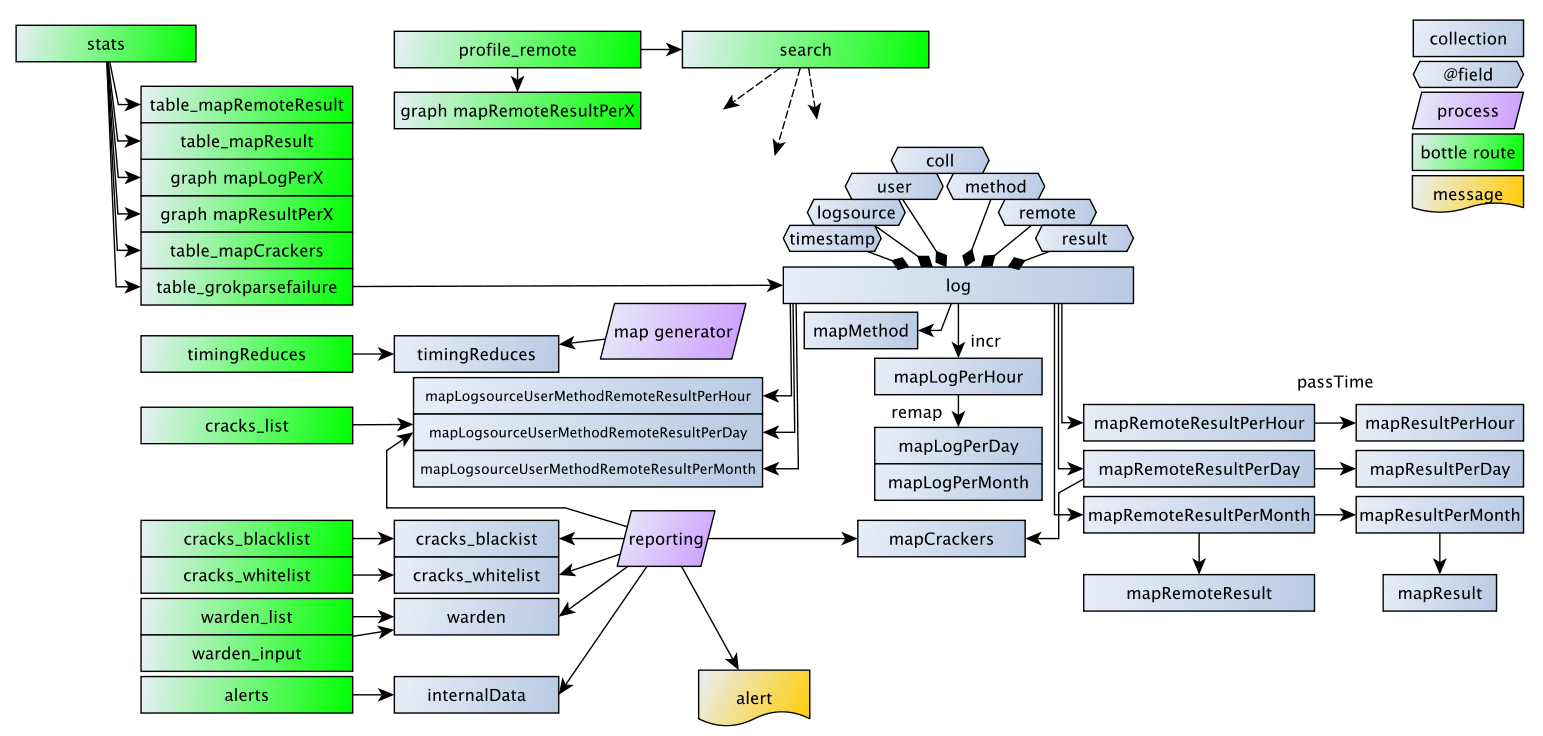 stats
profile_remote
search
collection
@field
process
bottle route
message
table_mapRemoteResult
table_mapResult
graph mapLogPerX
graph mapResultPerX
table_mapCrackers
table_grokparsefailure
graph mapRemoteResultPerX
coll
user
method
logsource
remote
timestamp
result
log
timingReduces
timingReduces
map generator
mapMethod
incr
mapLogPerHour
remap
mapLogPerDay
mapLogPerMonth
cracks_list
mapLogsourceUserMethodRemoteResultPerHour
mapLogsourceUserMethodRemoteResultPerDay
mapLogsourceUserMethodRemoteResultPerMonth
passTime
mapRemoteResultPerHour
mapResultPerHour
mapRemoteResultPerDay
mapResultPerDay
mapRemoteResultPerMonth
mapResultPerMonth
cracks_blacklist
cracks_blackist
reporting
mapCrackers
cracks_whitelist
cracks_whitelist
mapRemoteResult
mapResult
warden_list
warden
warden_input
alerts
internalData
alert